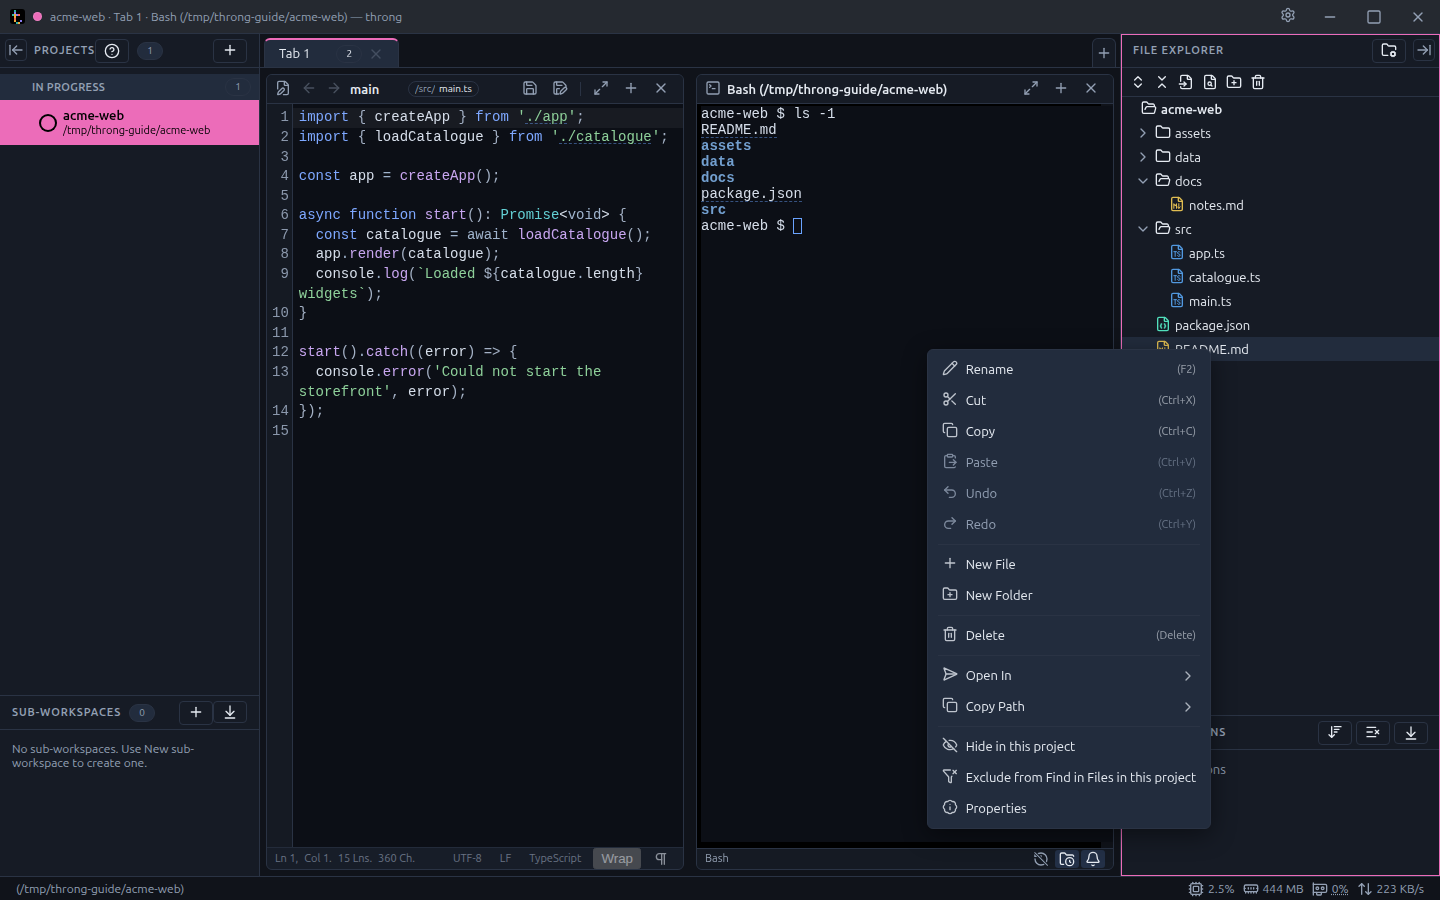 acme-web · Tab 1 · Bash (/tmp/throng-guide/acme-web) — throng
PROJECTS 1
IN PROGRESS 1
acme-web
/tmp/throng-guide/acme-web
SUB-WORKSPACES 0
No sub-workspaces. Use New sub-
workspace to create one.
Tab 1 2
main /src/ main.ts
1 import { createApp } from './app';
2 import { loadCatalogue } from './catalogue';
3
4 const app = createApp();
5
6 async function start(): Promise<void> {
7 const catalogue = await loadCatalogue();
8 app.render(catalogue);
9 console.log(`Loaded ${catalogue.length}
widgets`);
10 }
11
12 start().catch((error) => {
13 console.error('Could not start the
storefront', error);
14 });
15
Ln 1, Col 1. 15 Lns. 360 Ch. UTF-8 LF TypeScript Wrap ¶
Bash (/tmp/throng-guide/acme-web)
acme-web $ ls -1
README.md
assets
data
docs
package.json
src
acme-web $
Bash
FILE EXPLORER
acme-web
assets
data
docs
notes.md
src
app.ts
catalogue.ts
main.ts
package.json
README.md
Rename (F2)
Cut (Ctrl+X)
Copy (Ctrl+C)
Paste (Ctrl+V)
Undo (Ctrl+Z)
Redo (Ctrl+Y)
New File
New Folder
Delete (Delete)
Open In
Copy Path
Hide in this project
Exclude from Find in Files in this project
Properties
(/tmp/throng-guide/acme-web) 2.5% 444 MB 0% 223 KB/s